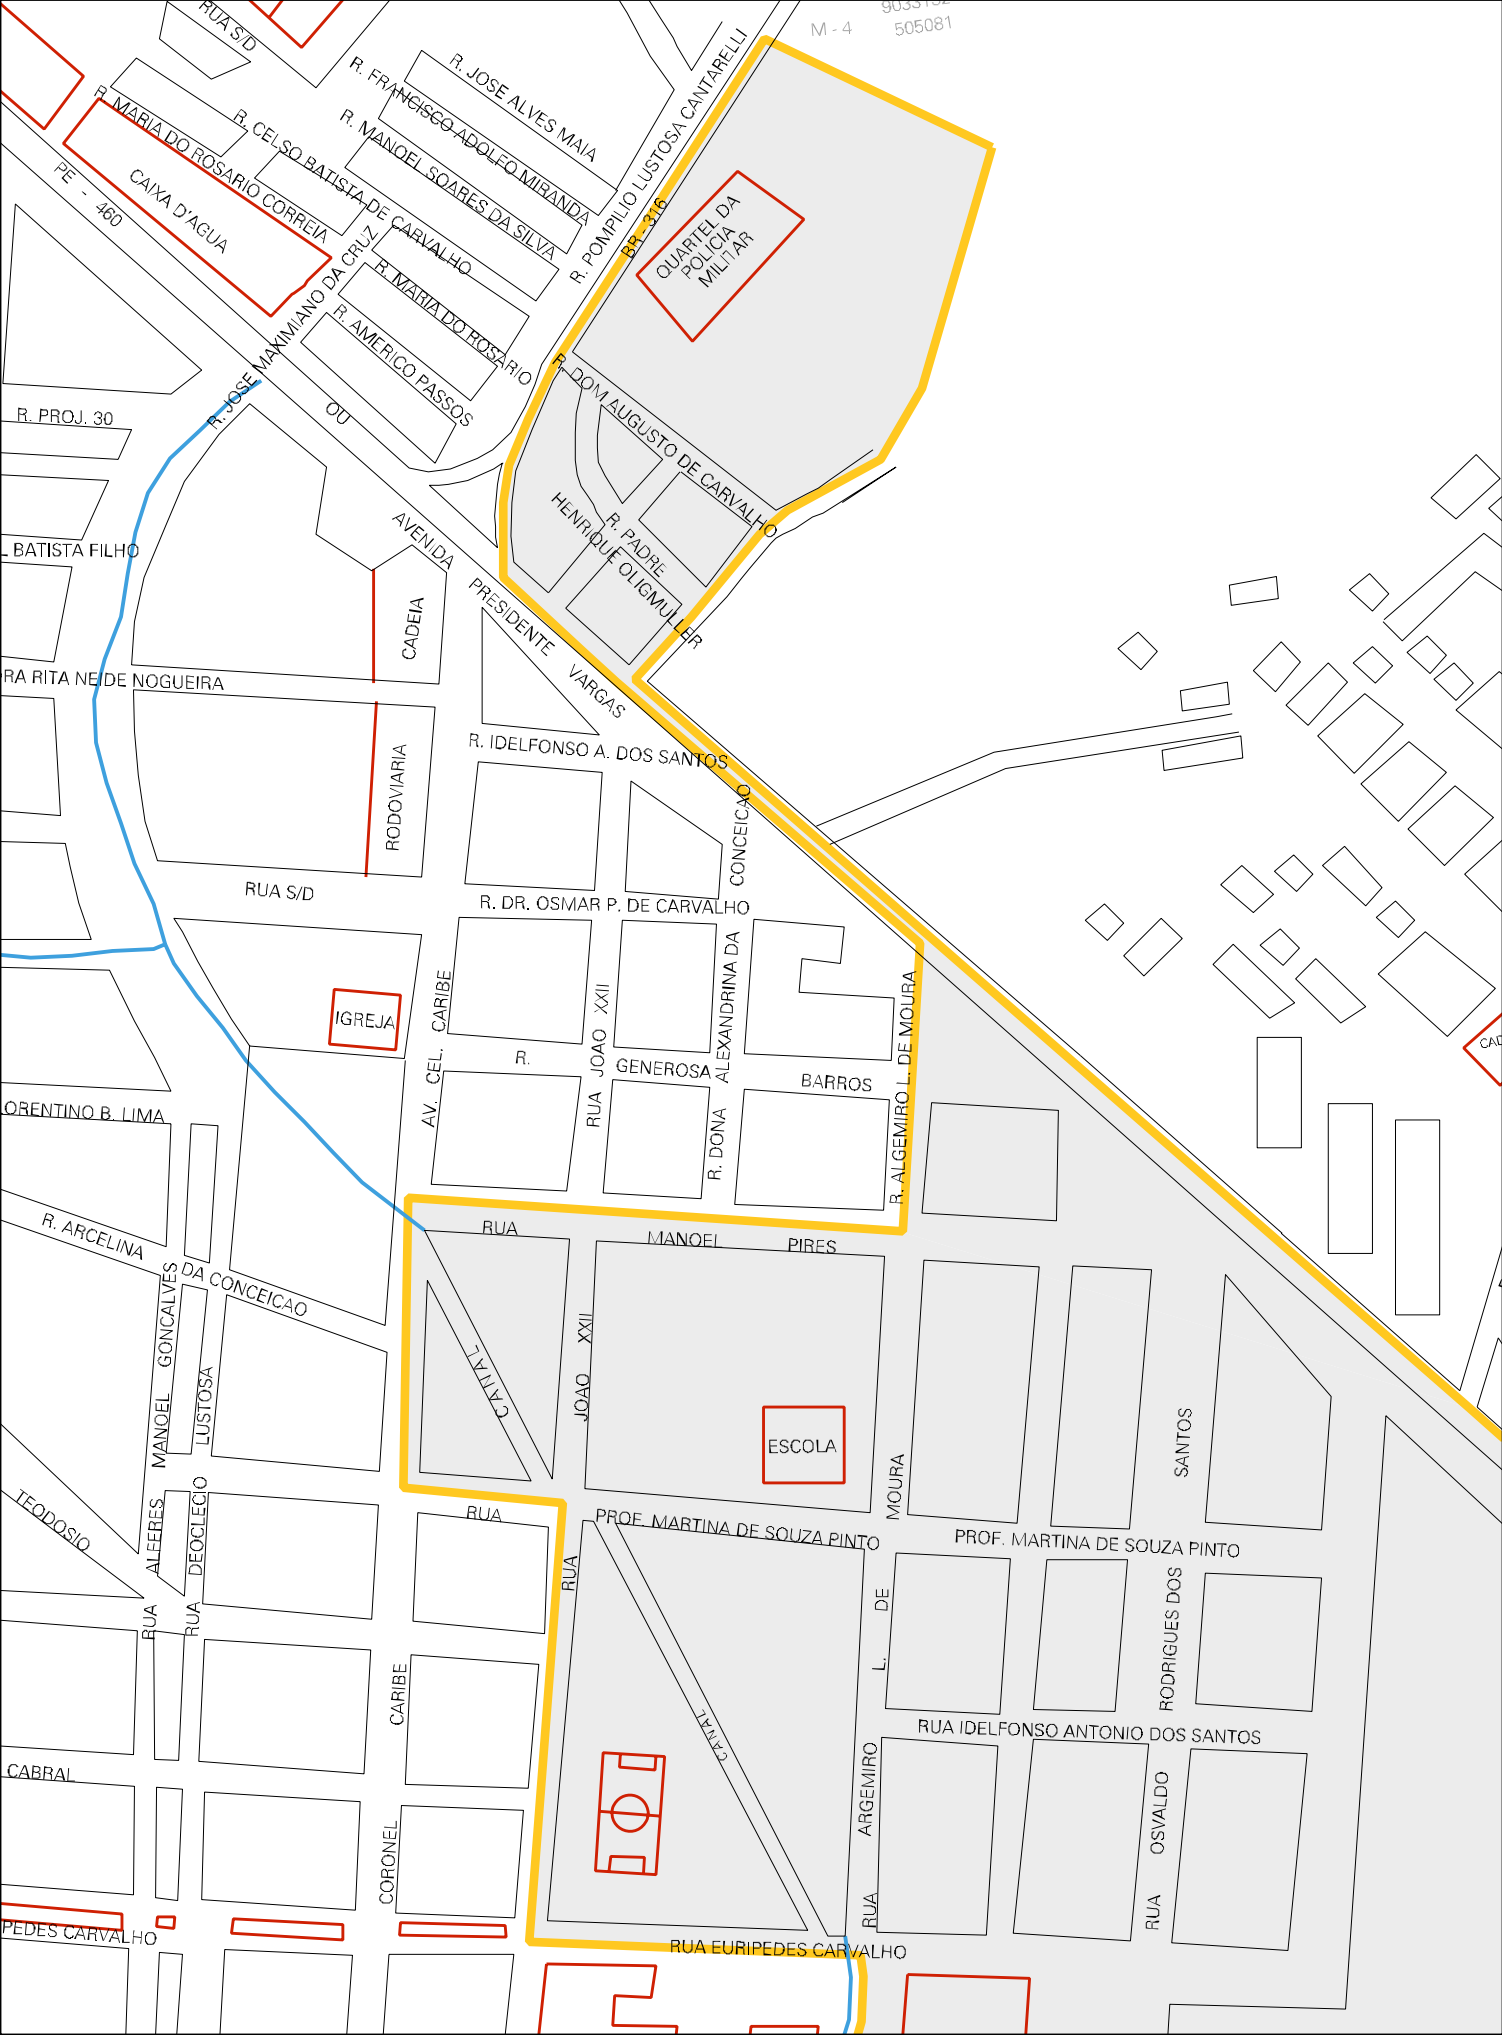 M - 4
505081
RUA S/D
R. JOSE ALVES MAIA
R. FRANCISCO ADOLFO MIRANDA
R. MANOEL SOARES DA SILVA
R. CELSO BATISTA DE CARVALHO
R. MARIA DO ROSARIO CORREIA
CAIXA D'AGUA
PE - 460
R. POMPILIO LUSTOSA CANTARELLI
BR-316
QUARTEL DA
POLICIA
MILITAR
R. JOSE MAXIMIANO DA CRUZ
R. MARIA DO ROSARIO
R. AMERICO PASSOS
OU
R. PROJ. 30
R. DOM AUGUSTO DE CARVALHO
R. PADRE
HENRIQUE OLIGMULLER
AVENIDA
PRESIDENTE
VARGAS
BATISTA FILHO
CADEIA
RA RITA NEIDE NOGUEIRA
RODOVIARIA
R. IDELFONSO A. DOS SANTOS
RUA S/D
R. DR. OSMAR P. DE CARVALHO
R. DONA ALEXANDRINA DA CONCEICAO
IGREJA
AV. CEL. CARIBE
RUA JOAO XXII
R. GENEROSA BARROS
R. ALGEMIRO L. DE MOURA
CAD
ORENTINO B. LIMA
R. ARCELINA DA CONCEICAO
RUA MANOEL PIRES
RUA ALFERES MANOEL GONCALVES
RUA DEOCLECIO LUSTOSA
CANAL
RUA JOAO XXII
ESCOLA
TEODOSIO
RUA PROF. MARTINA DE SOUZA PINTO
PROF. MARTINA DE SOUZA PINTO
RUA ARGEMIRO L. DE MOURA
RUA OSVALDO RODRIGUES DOS SANTOS
CORONEL CARIBE
CANAL
RUA IDELFONSO ANTONIO DOS SANTOS
CABRAL
PEDES CARVALHO
RUA EURIPEDES CARVALHO